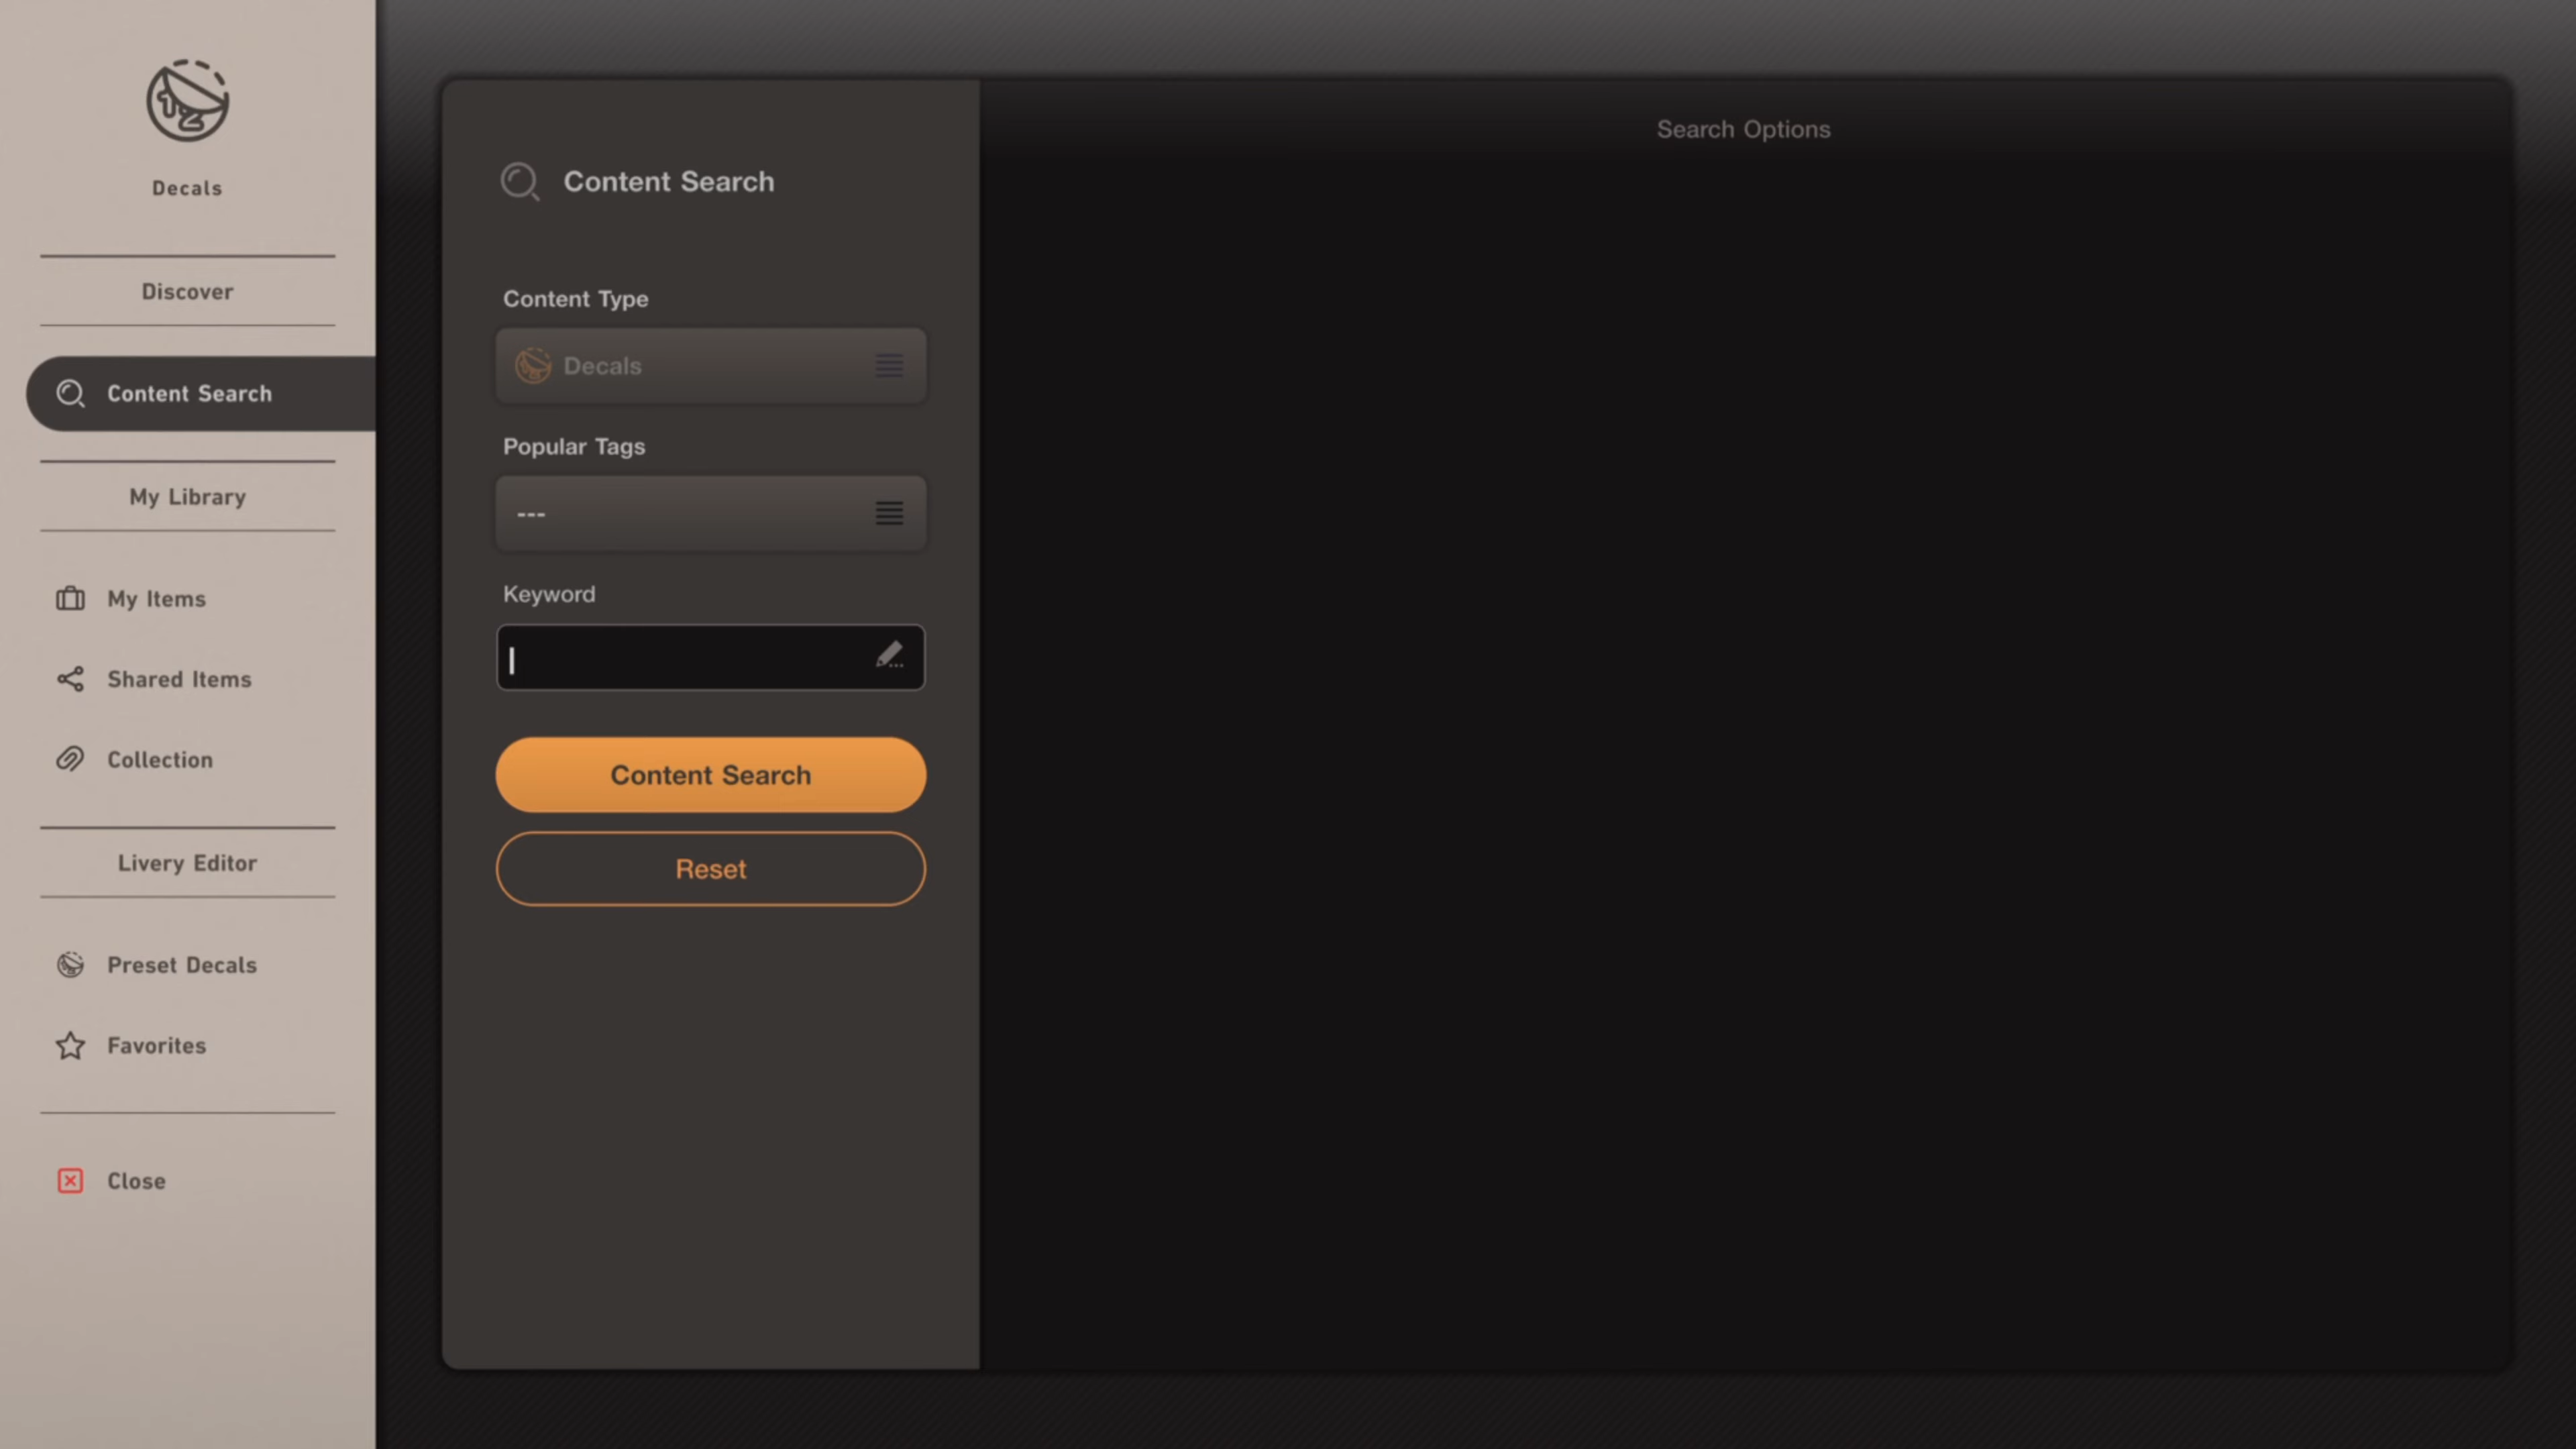 Decals
Discover
Content Search
My Library
My Items
Shared Items
Collection
Livery Editor
Preset Decals
Favorites
Close
Content Search
Content Type
Decals
Popular Tags
---
Keyword
Content Search
Reset
Search Options